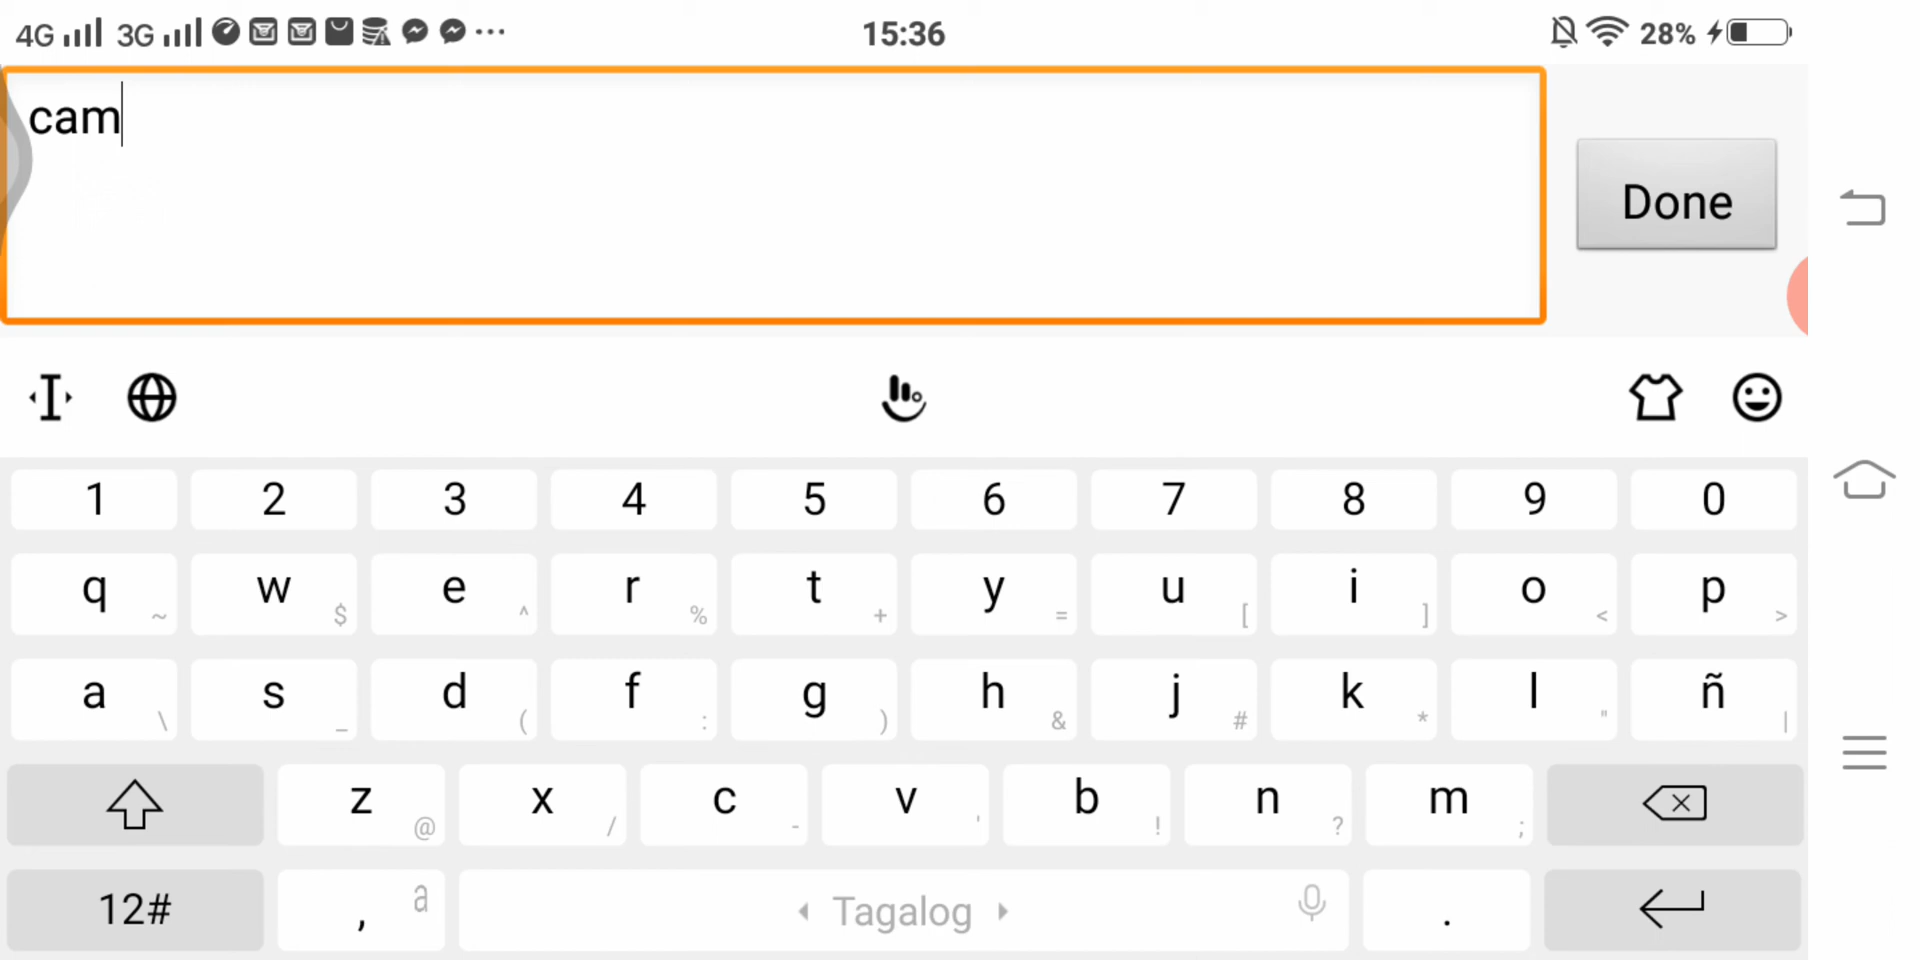 4G 3G 15:36 28%
cam
Done
1 2 3 4 5 6 7 8 9 0
q ~ w $ e ^ r % t + y = u [ i ] o < p >
a \ s _ d ( f : g ) h & j # k * l " ñ |
z @ x / c - v ' b ! n ? m ;
12# , a Tagalog .